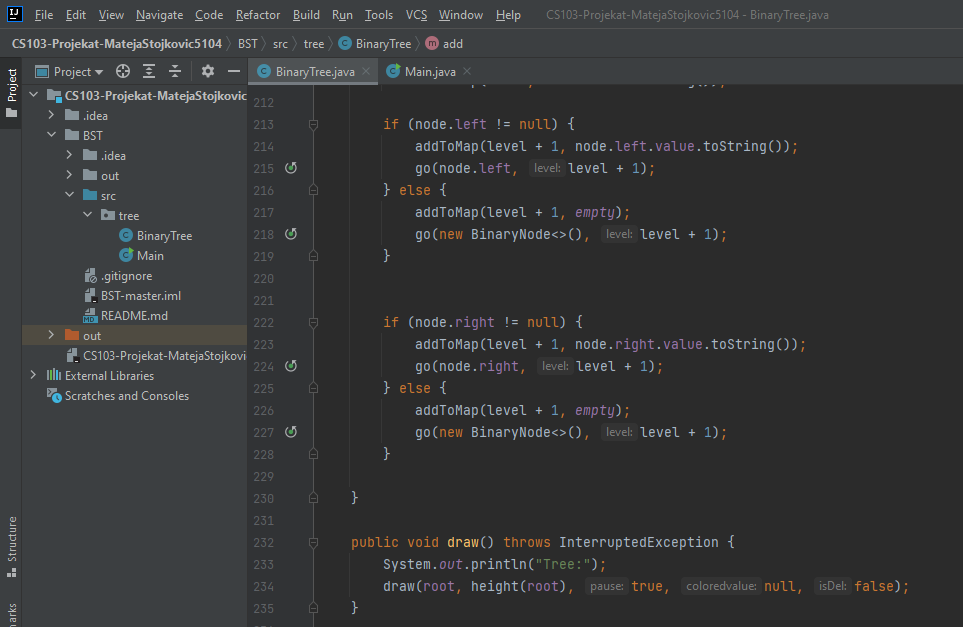 File Edit View Navigate Code Refactor Build Run Tools VCS Window Help CS103-Projekat-MatejaStojkovic5104 - BinaryTree.java
CS103-Projekat-MatejaStojkovic5104 BST src tree BinaryTree add
Project
Project
BinaryTree.java
Main.java
CS103-Projekat-MatejaStojkovic
.idea
BST
.idea
out
src
tree
BinaryTree
Main
.gitignore
BST-master.iml
README.md
out
CS103-Projekat-MatejaStojkovi
External Libraries
Scratches and Consoles
Structure
212
213 if (node.left != null) {
214 addToMap(level + 1, node.left.value.toString());
215 go(node.left, level: level + 1);
216 } else {
217 addToMap(level + 1, empty);
218 go(new BinaryNode<>(), level: level + 1);
219 }
220
221
222 if (node.right != null) {
223 addToMap(level + 1, node.right.value.toString());
224 go(node.right, level: level + 1);
225 } else {
226 addToMap(level + 1, empty);
227 go(new BinaryNode<>(), level: level + 1);
228 }
229
230 }
231
232 public void draw() throws InterruptedException {
233 System.out.println("Tree:");
234 draw(root, height(root), pause: true, coloredvalue: null, isDel: false);
235 }